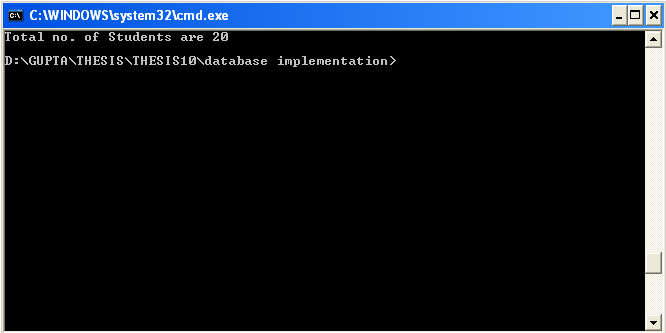 C:\WINDOWS\system32\cmd.exe
Total no. of Students are 20
D:\GUPTA\THESIS\THESIS10\database implementation>